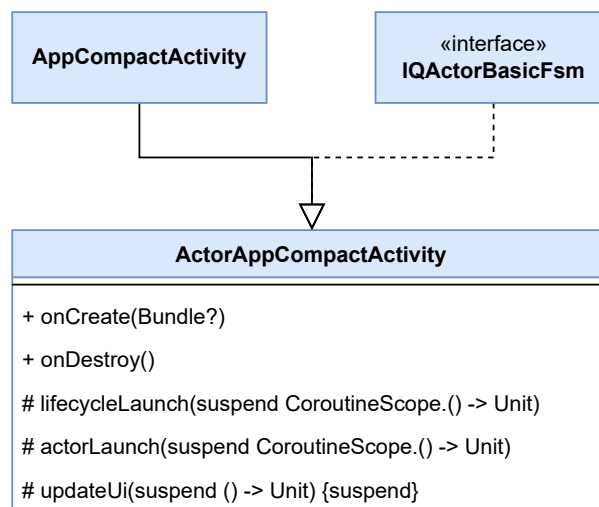 AppCompactActivity
«interface»
IQActorBasicFsm
ActorAppCompactActivity
+ onCreate(Bundle?)
+ onDestroy()
# lifecycleLaunch(suspend CoroutineScope.() -> Unit)
# actorLaunch(suspend CoroutineScope.() -> Unit)
# updateUi(suspend () -> Unit) {suspend}